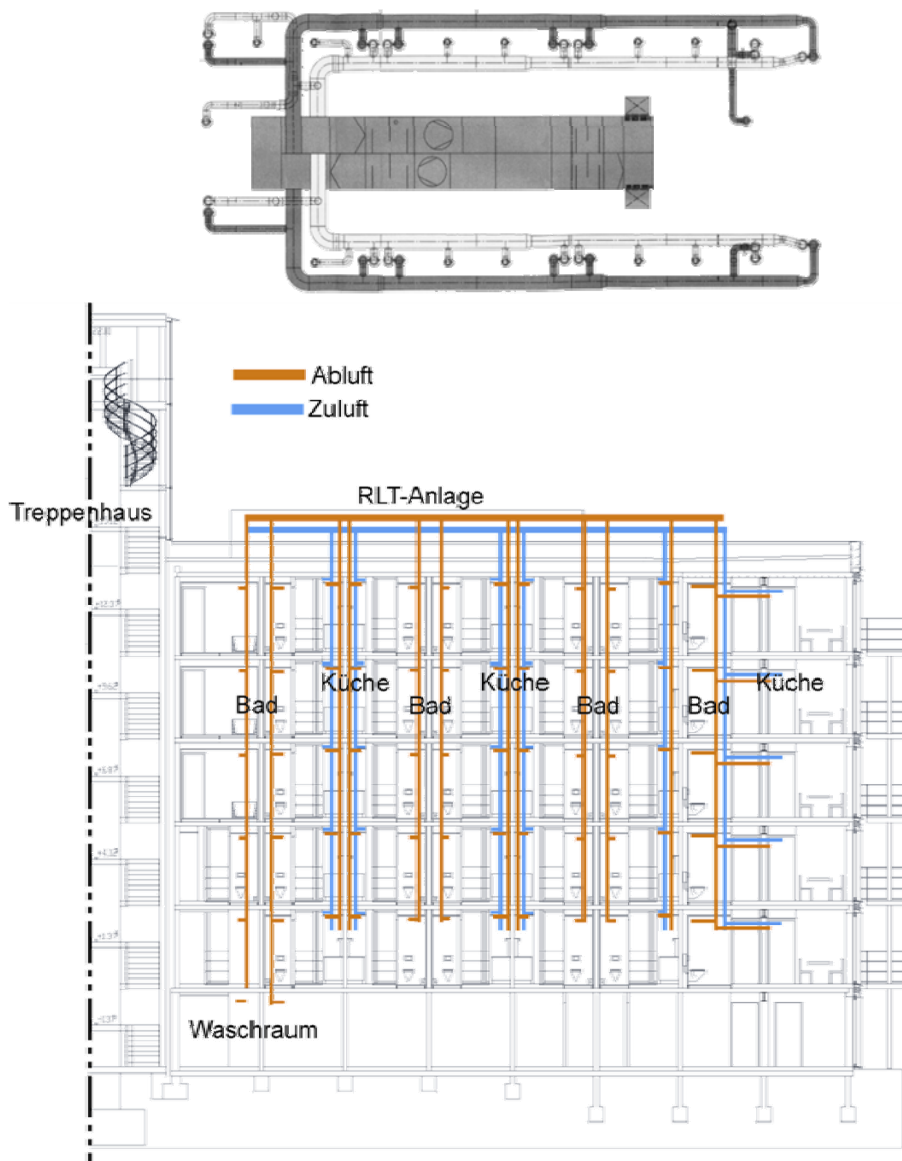 Abluft
Zuluft
RLT-Anlage
Treppenhaus
Küche
Küche
Küche
Bad
Bad
Bad
Bad
Waschraum